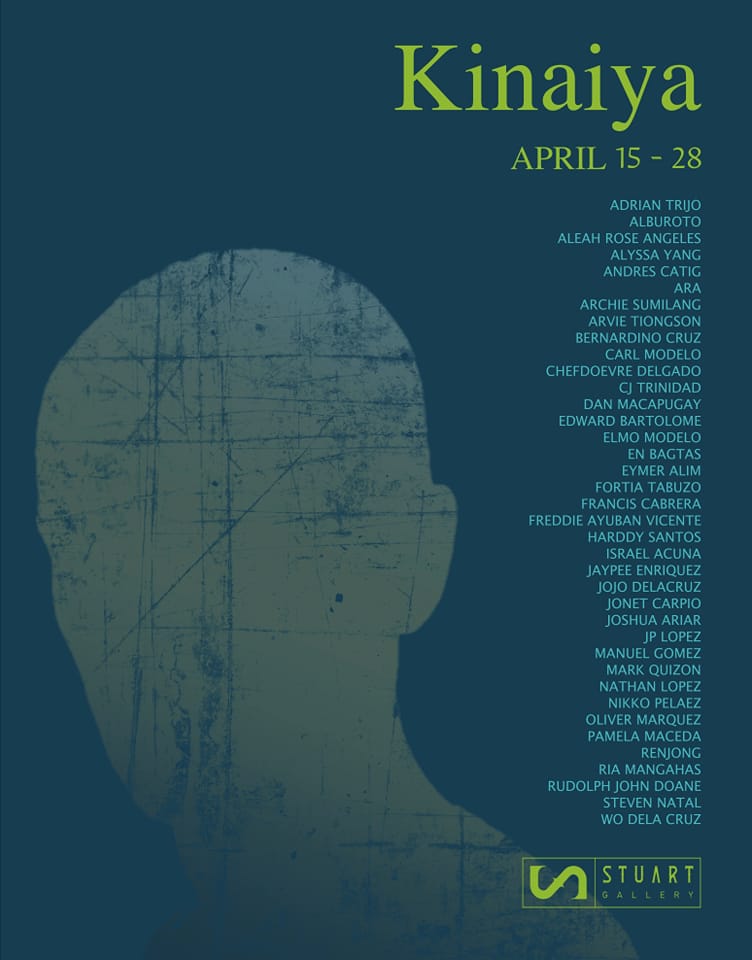 Kinaiya
APRIL 15 - 28
ADRIAN TRIJO
ALBUROTO
ALEAH ROSE ANGELES
ALYSSA YANG
ANDRES CATIG
ARA
ARCHIE SUMILANG
ARVIE TIONGSON
BERNARDINO CRUZ
CARL MODELO
CHEFDOEVRE DELGADO
CJ TRINIDAD
DAN MACAPUGAY
EDWARD BARTOLOME
ELMO MODELO
EN BAGTAS
EYMER ALIM
FORTIA TABUZO
FRANCIS CABRERA
FREDDIE AYUBAN VICENTE
HARDDY SANTOS
ISRAEL ACUNA
JAYPEE ENRIQUEZ
JOJO DELACRUZ
JONET CARPIO
JOSHUA ARIAR
JP LOPEZ
MANUEL GOMEZ
MARK QUIZON
NATHAN LOPEZ
NIKKO PELAEZ
OLIVER MARQUEZ
PAMELA MACEDA
RENJONG
RIA MANGAHAS
RUDOLPH JOHN DOANE
STEVEN NATAL
WO DELA CRUZ
STUART
GALLERY